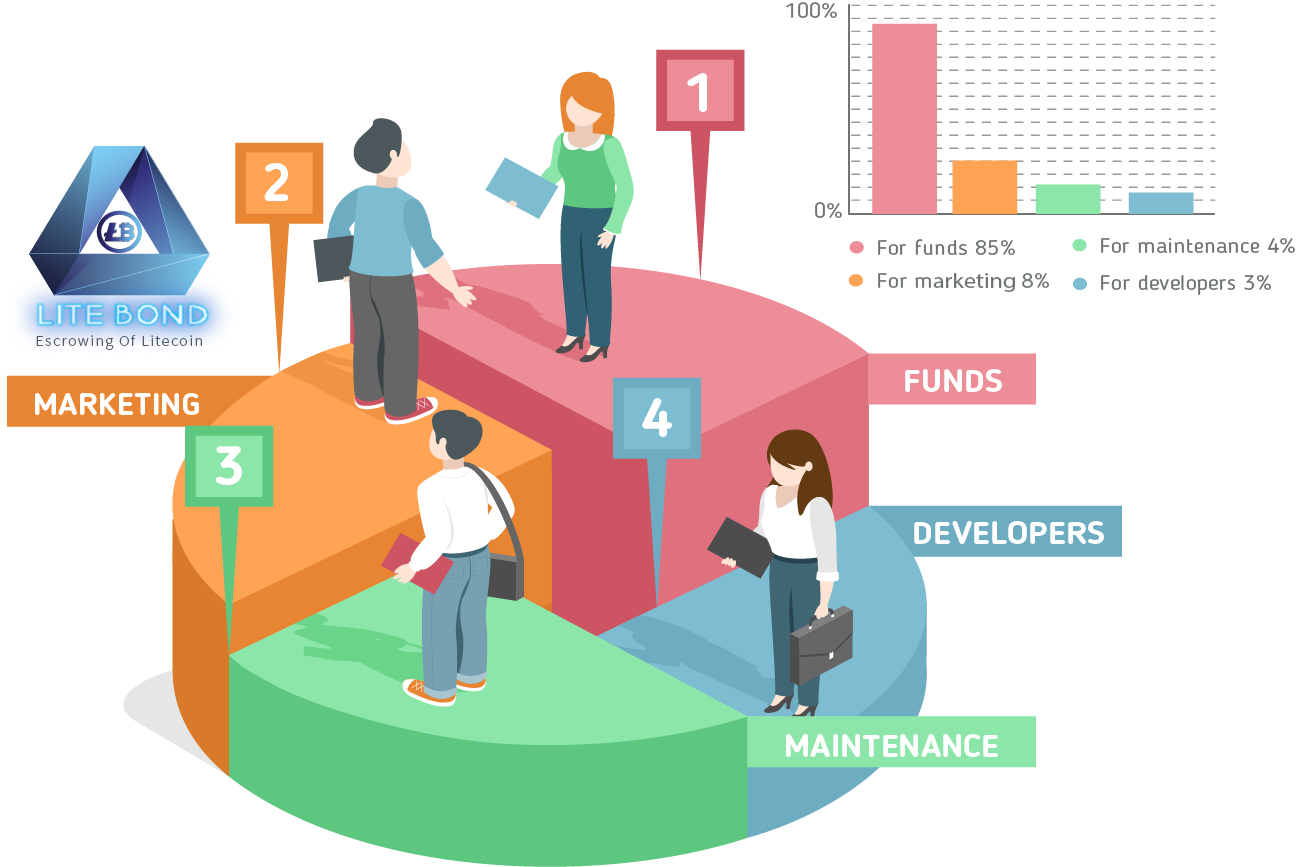 100%
0%
For funds 85%
For maintenance 4%
For marketing 8%
For developers 3%
1
2
ŁB
LITE BOND
Escrowing Of Litecoin
MARKETING
FUNDS
4
3
DEVELOPERS
MAINTENANCE